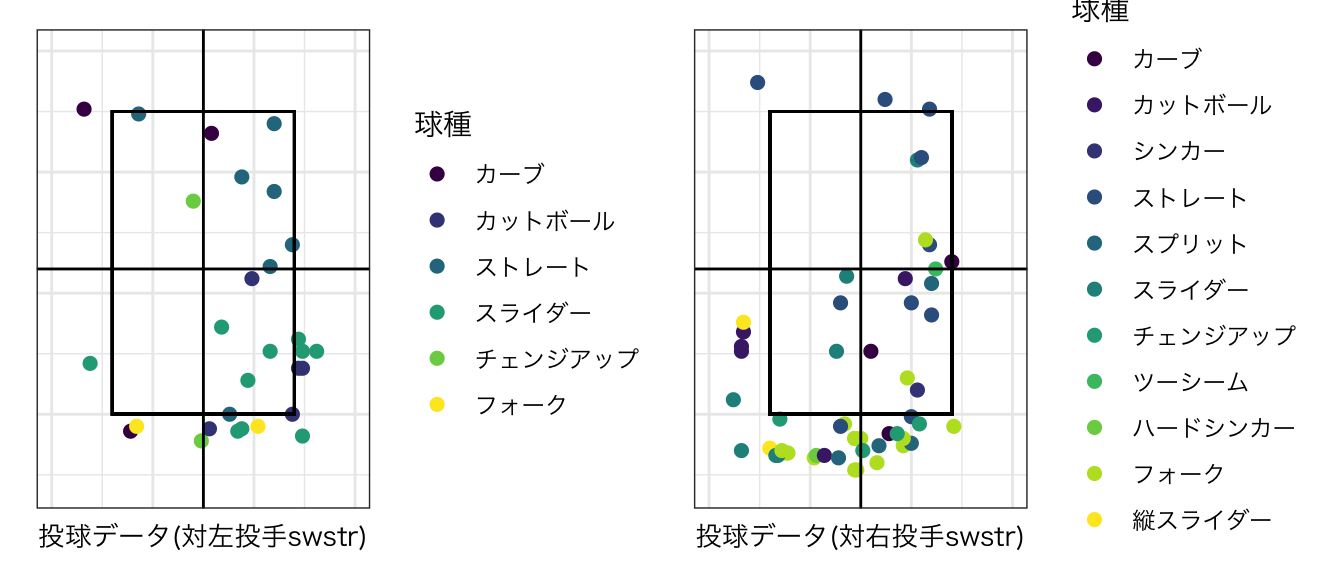 球種
カーブ
カットボール
ストレート
スライダー
チェンジアップ
フォーク
投球データ(対左投手swstr)
球種
カーブ
カットボール
シンカー
ストレート
スプリット
スライダー
チェンジアップ
ツーシーム
ハードシンカー
フォーク
縦スライダー
投球データ(対右投手swstr)